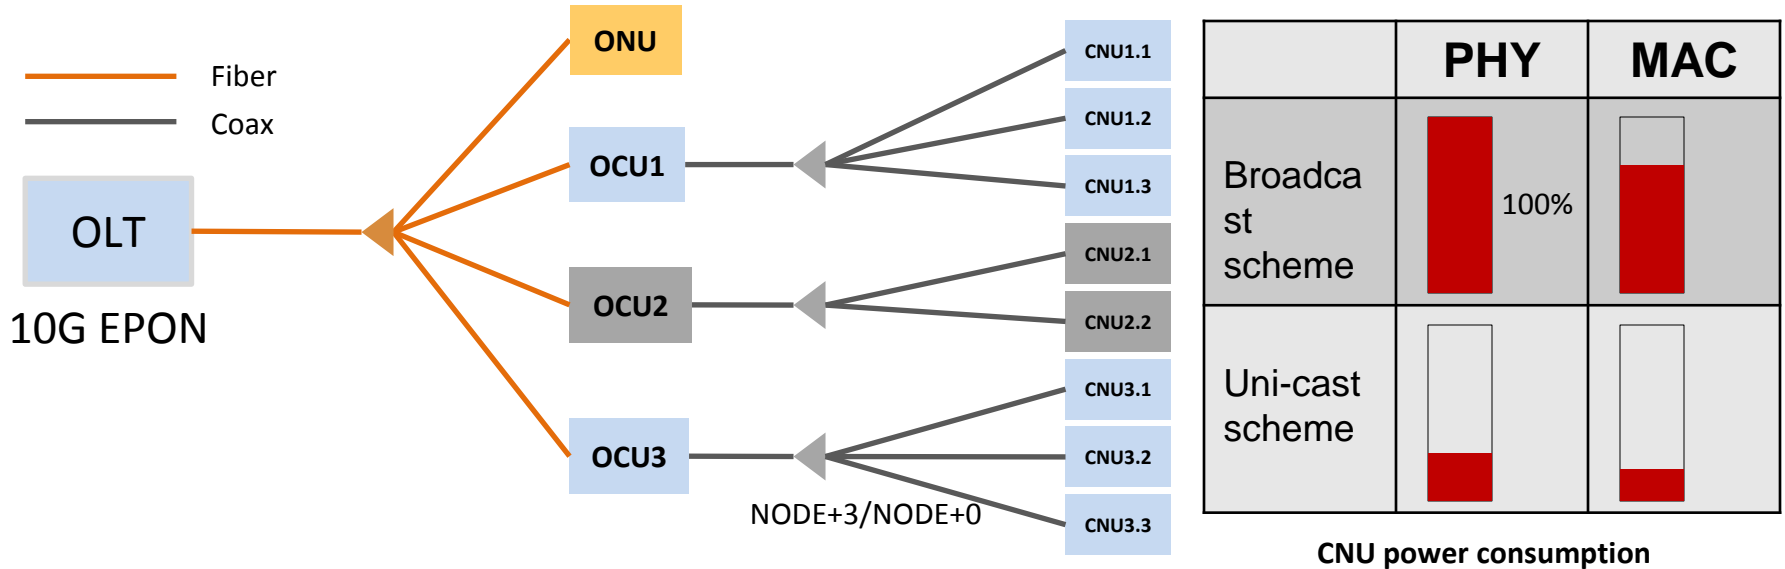 Fiber
Coax
OLT
10G EPON
ONU
OCU1
OCU2
OCU3
NODE+3/NODE+0
CNU1.1
CNU1.2
CNU1.3
CNU2.1
CNU2.2
CNU3.1
CNU3.2
CNU3.3
PHY MAC
Broadca
st
scheme
100%
Uni-cast
scheme
CNU power consumption